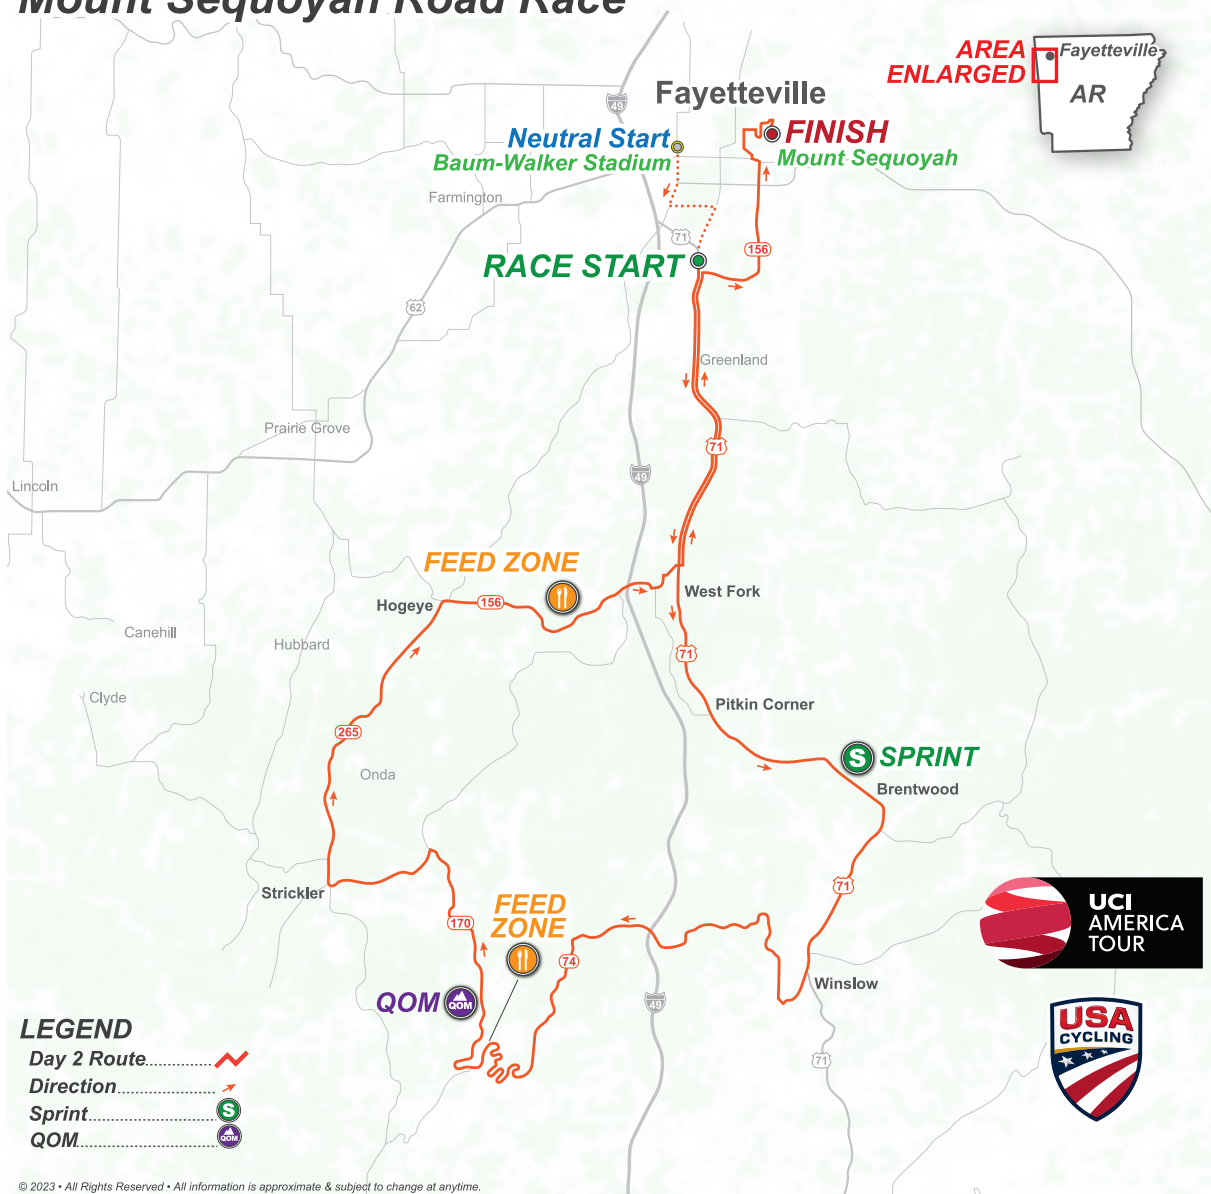 Mount Sequoyah Road Race
AREA
ENLARGED
Fayetteville
AR
49
Fayetteville
Neutral Start
Baum-Walker Stadium
FINISH
Mount Sequoyah
Farmington
71
156
RACE START
62
Greenland
Prairie Grove
71
49
Lincoln
FEED ZONE
Hogeye
156
West Fork
Canehill
Hubbard
71
Clyde
Pitkin Corner
265
S SPRINT
Onda
Brentwood
71
Strickler
FEED
ZONE
170
74
UCI
AMERICA
TOUR
Winslow
QOM QOM
49
USA
CYCLING
71
LEGEND
Day 2 Route
Direction
Sprint S
QOM QOM
© 2023 • All Rights Reserved • All information is approximate & subject to change at anytime.